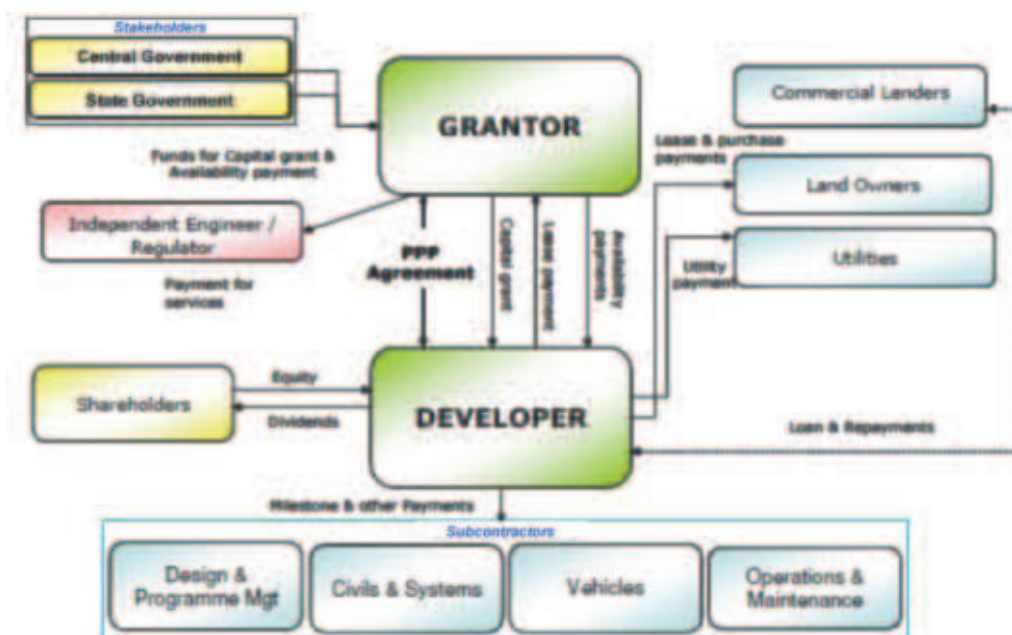 Stakeholders
Central Government
State Government
GRANTOR
Commercial Lenders
Funds for Capital grant &
Availability payment
Lease & purchase
payments
Land Owners
Independent Engineer /
Regulator
PPP
Agreement
Capital grant
Lease payment
Availability
payments
Utility
payment
Utilities
Payment for
services
Shareholders
Equity
Dividends
DEVELOPER
Loan & Repayments
Milestone & other Payments
Subcontractors
Design &
Programme Mgt
Civils & Systems
Vehicles
Operations &
Maintenance